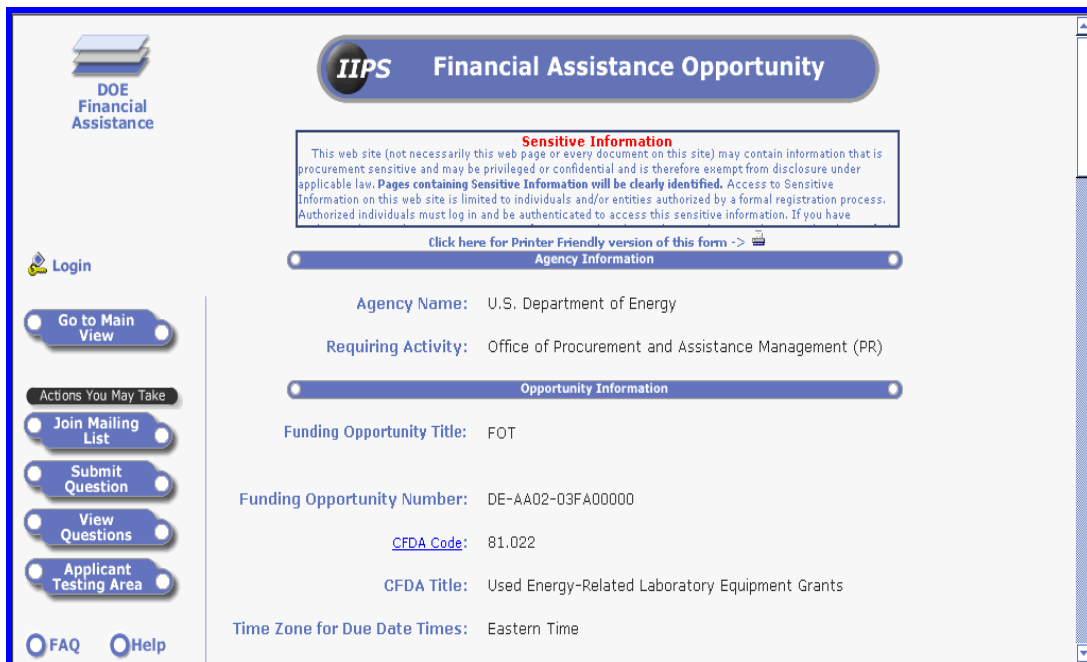 DOE
Financial
Assistance
IIPS Financial Assistance Opportunity
Sensitive Information
This web site (not necessarily this web page or every document on this site) may contain information that is
procurement sensitive and may be privileged or confidential and is therefore exempt from disclosure under
applicable law. Pages containing Sensitive Information will be clearly identified. Access to Sensitive
Information on this web site is limited to individuals and/or entities authorized by a formal registration process.
Authorized individuals must log in and be authenticated to access this sensitive information. If you have
Click here for Printer Friendly version of this form ->
Login
Go to Main
View
Actions You May Take
Join Mailing
List
Submit
Question
View
Questions
Applicant
Testing Area
FAQ Help
Agency Information
Agency Name: U.S. Department of Energy
Requiring Activity: Office of Procurement and Assistance Management (PR)
Opportunity Information
Funding Opportunity Title: FOT
Funding Opportunity Number: DE-AA02-03FA00000
CFDA Code: 81.022
CFDA Title: Used Energy-Related Laboratory Equipment Grants
Time Zone for Due Date Times: Eastern Time